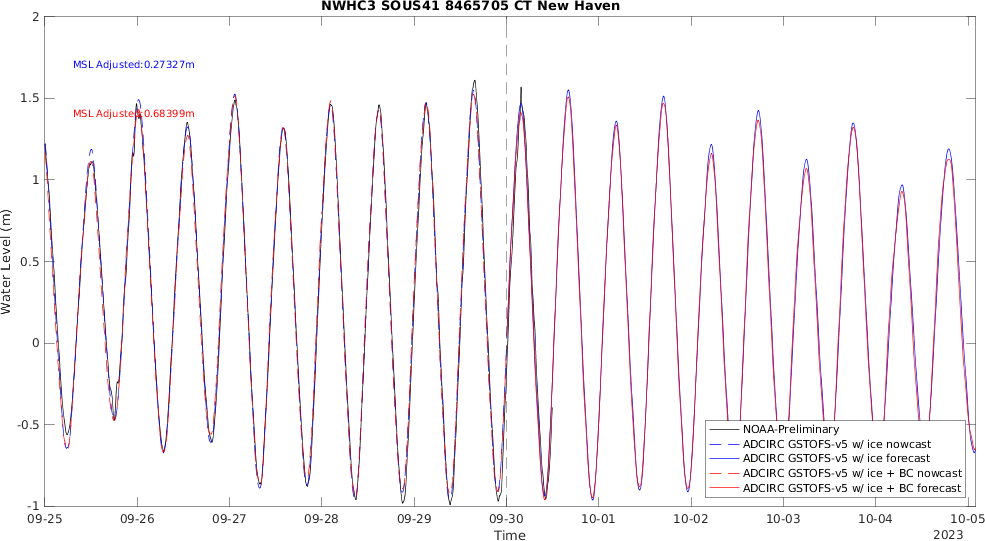 NWHC3 SOUS41 8465705 CT New Haven
2
1.5
1
0.5
0
-0.5
-1
Water Level (m)
MSL Adjusted:0.27327m
MSL Adjusted:0.68399m
NOAA-Preliminary
ADCIRC GSTOFS-v5 w/ ice nowcast
ADCIRC GSTOFS-v5 w/ ice forecast
ADCIRC GSTOFS-v5 w/ ice + BC nowcast
ADCIRC GSTOFS-v5 w/ ice + BC forecast
09-25 09-26 09-27 09-28 09-29 09-30 10-01 10-02 10-03 10-04 10-05
Time
2023